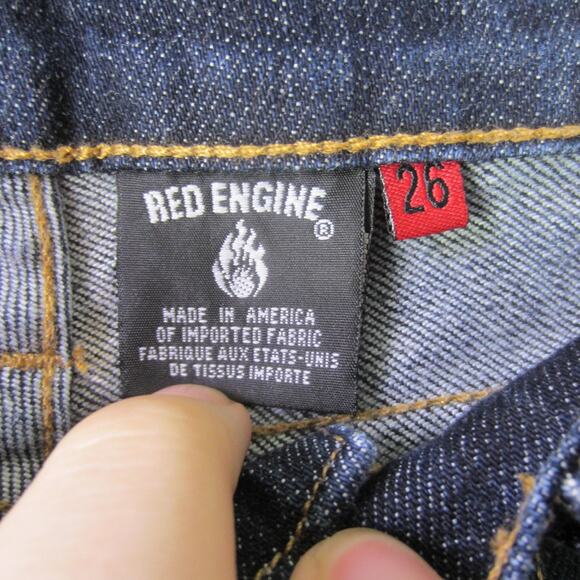 RED ENGINE
®
26
MADE IN AMERICA
OF IMPORTED FABRIC
FABRIQUE AUX ETATS-UNIS
DE TISSUS IMPORTE